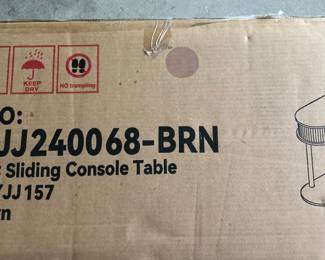 KEEP DRY
NO trampling
O:
JJ240068-BRN
Sliding Console Table
JJ157